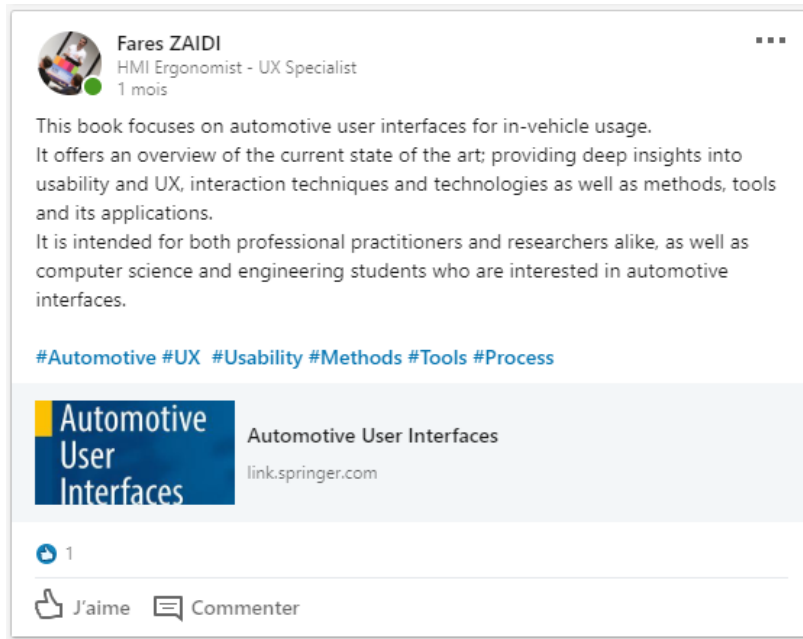 Fares ZAIDI
HMI Ergonomist - UX Specialist
1 mois
This book focuses on automotive user interfaces for in-vehicle usage.
It offers an overview of the current state of the art; providing deep insights into
usability and UX, interaction techniques and technologies as well as methods, tools
and its applications.
It is intended for both professional practitioners and researchers alike, as well as
computer science and engineering students who are interested in automotive
interfaces.
#Automotive #UX #Usability #Methods #Tools #Process
Automotive
User
Interfaces
Automotive User Interfaces
link.springer.com
1
J'aime Commenter